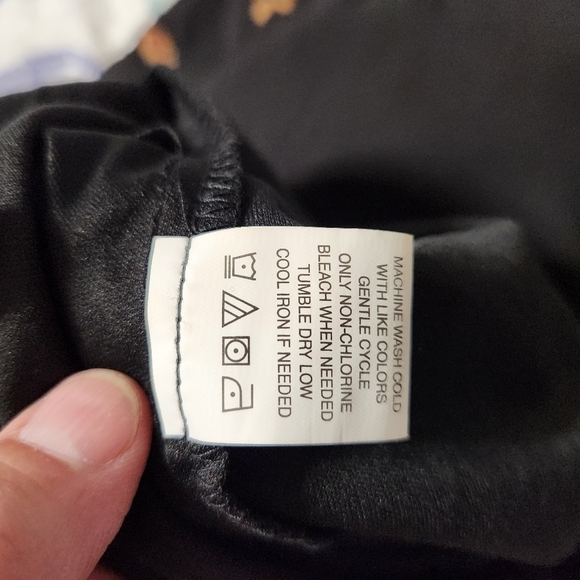 MACHINE WASH COLD
WITH LIKE COLORS
GENTLE CYCLE
ONLY NON-CHLORINE
BLEACH WHEN NEEDED
TUMBLE DRY LOW
COOL IRON IF NEEDED